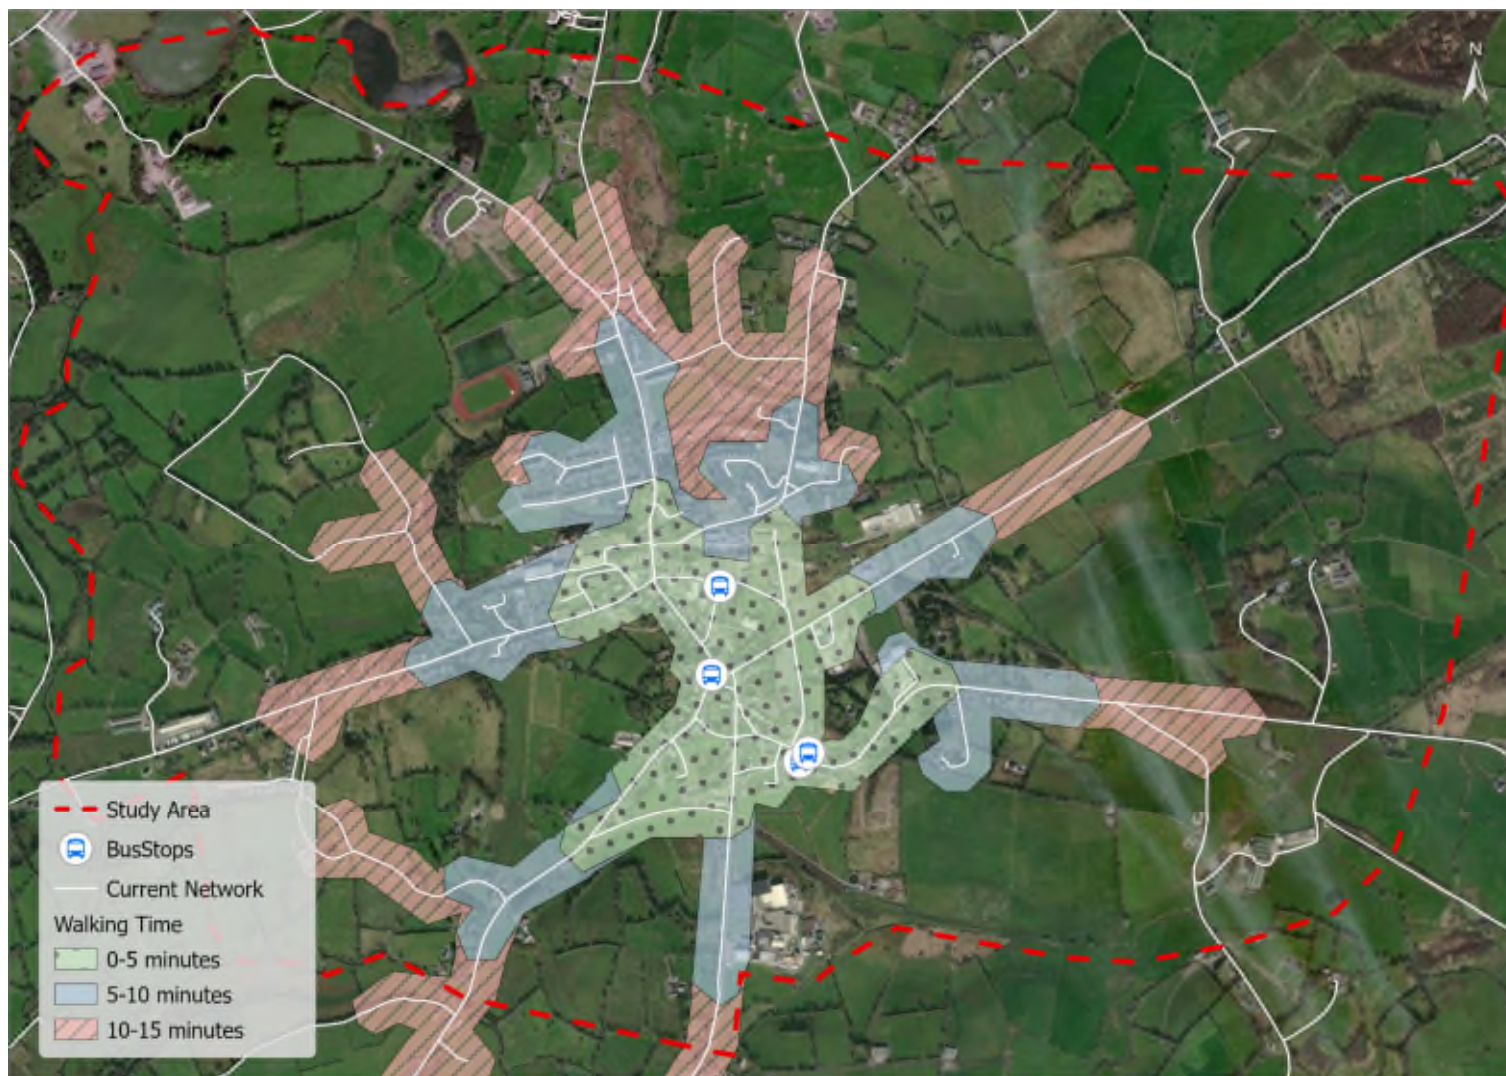 N
Study Area
BusStops
Current Network
Walking Time
0-5 minutes
5-10 minutes
10-15 minutes